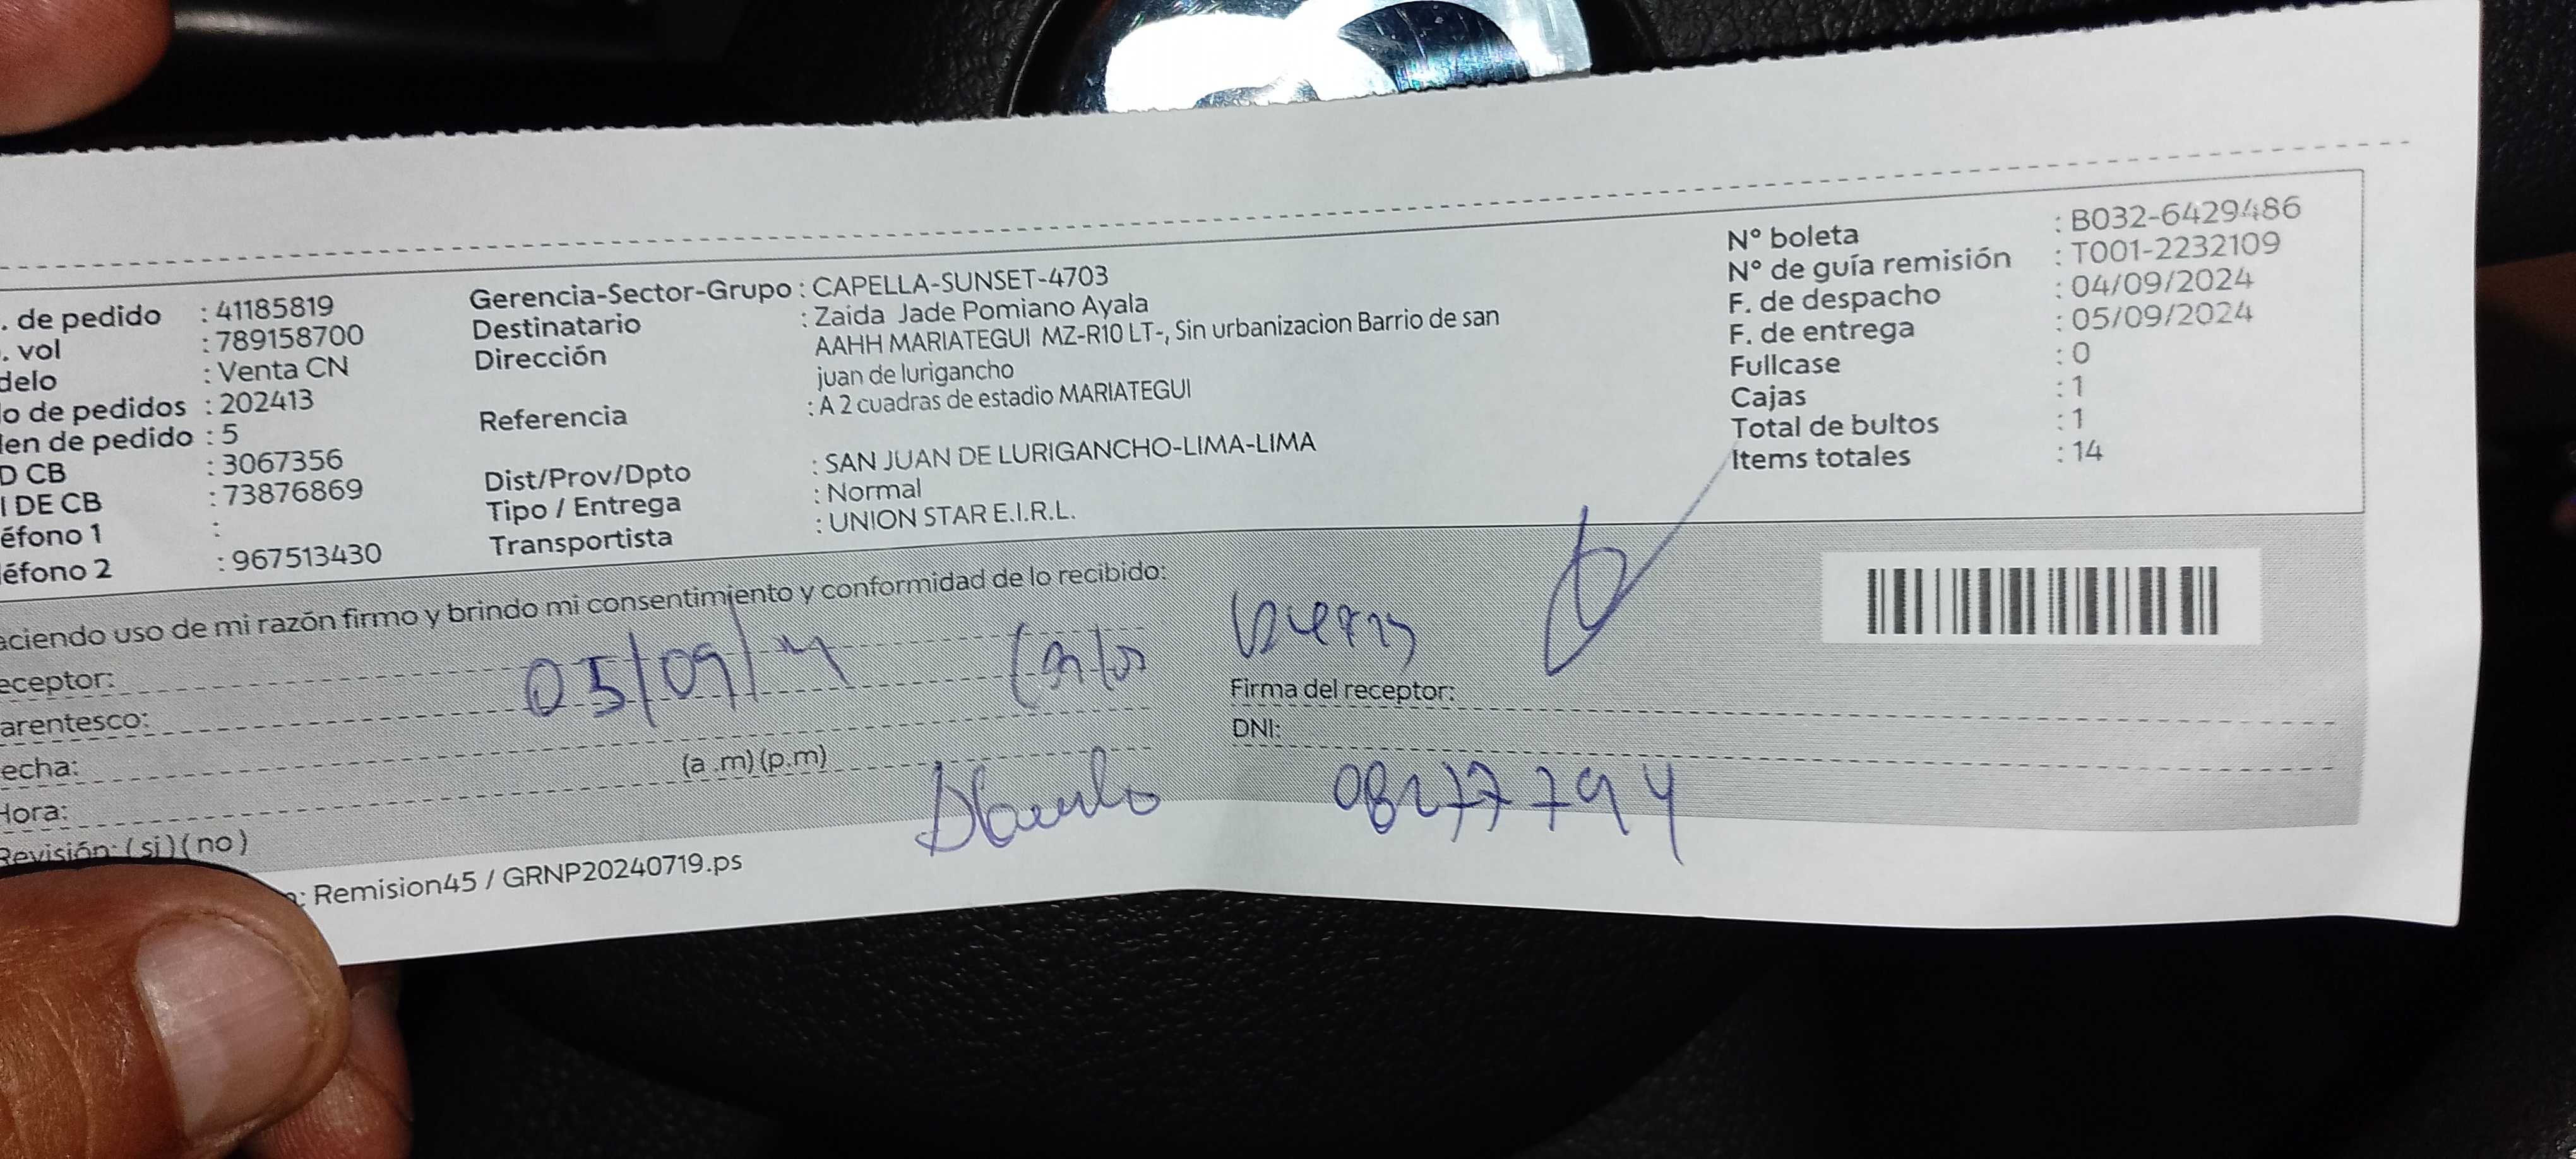 . de pedido : 41185819
. vol : 789158700
delo : Venta CN
o de pedidos : 202413
len de pedido : 5
D CB : 3067356
I DE CB : 73876869
éfono 1 :
éfono 2 : 967513430
Gerencia-Sector-Grupo : CAPELLA-SUNSET-4703
Destinatario : Zaida Jade Pomiano Ayala
Dirección AAHH MARIATEGUI MZ-R10 LT-, Sin urbanizacion Barrio de san
juan de lurigancho
Referencia : A 2 cuadras de estadio MARIATEGUI
Dist/Prov/Dpto : SAN JUAN DE LURIGANCHO-LIMA-LIMA
Tipo / Entrega : Normal
Transportista : UNION STAR E.I.R.L.
N° boleta : B032-6429486
N° de guía remisión : T001-2232109
F. de despacho : 04/09/2024
F. de entrega : 05/09/2024
Fullcase : 0
Cajas : 1
Total de bultos : 1
Items totales : 14
aciendo uso de mi razón firmo y brindo mi consentimiento y conformidad de lo recibido:
eceptor:
05/09/ Carlos
Firma del receptor:
arentesco:
DNI:
echa:
(a .m) (p.m)
Hora:
Revisión: (si) (no)
: Remision45 / GRNP20240719.ps